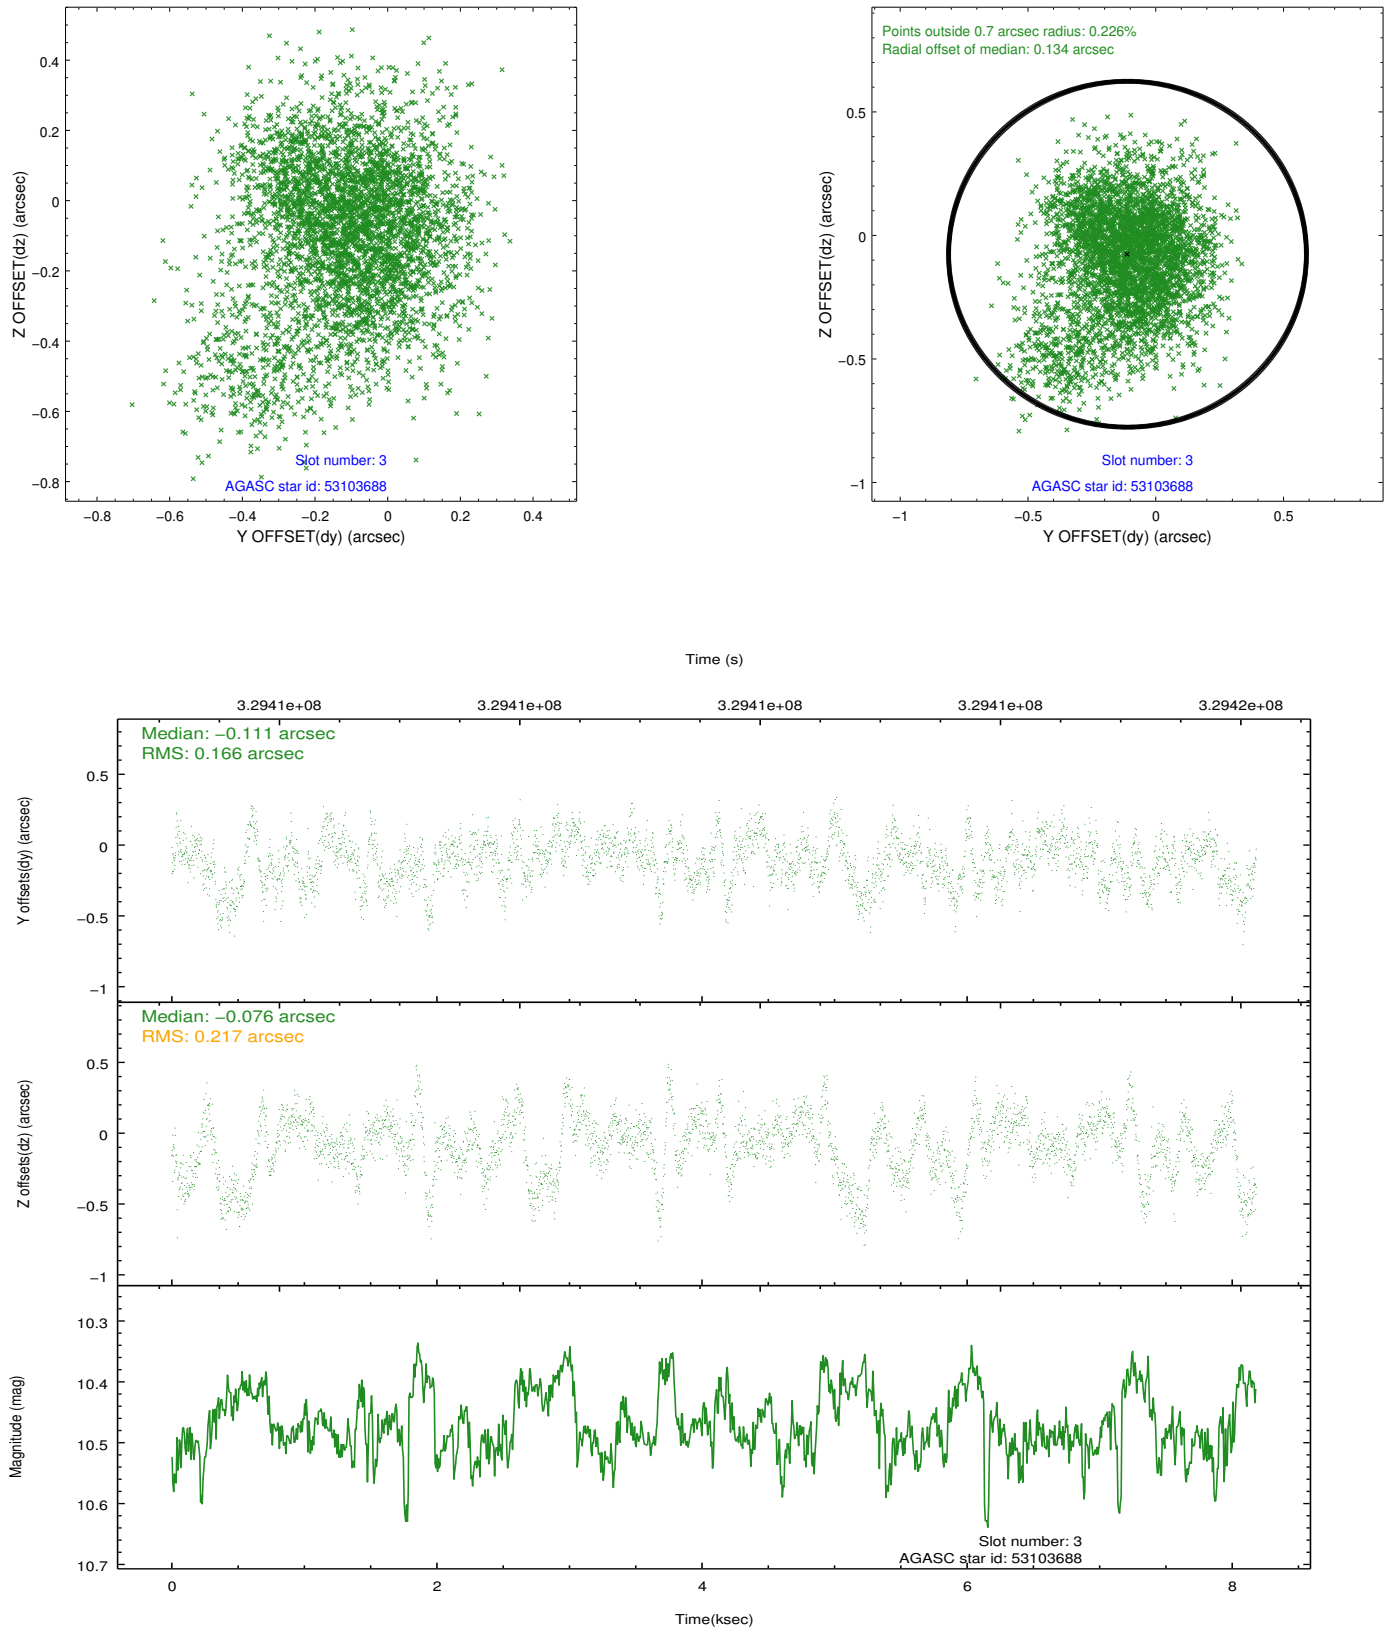 0.4
0.2
0
−0.2
−0.4
−0.6
−0.8
Z OFFSET(dz) (arcsec)
Slot number: 3
AGASC star id: 53103688
−0.8 −0.6 −0.4 −0.2 0 0.2 0.4
Y OFFSET(dy) (arcsec)
Points outside 0.7 arcsec radius: 0.226%
Radial offset of median: 0.134 arcsec
0.5
0
−0.5
−1
Z OFFSET(dz) (arcsec)
Slot number: 3
AGASC star id: 53103688
−1 −0.5 0 0.5
Y OFFSET(dy) (arcsec)
Time (s)
3.2941e+08 3.2941e+08 3.2941e+08 3.2941e+08 3.2942e+08
Median: −0.111 arcsec
RMS: 0.166 arcsec
0.5
0
−0.5
−1
Y offsets(dy) (arcsec)
Median: −0.076 arcsec
RMS: 0.217 arcsec
0.5
0
−0.5
−1
Z offsets(dz) (arcsec)
10.3
10.4
10.5
10.6
10.7
Magnitude (mag)
Slot number: 3
AGASC star id: 53103688
0 2 4 6 8
Time(ksec)